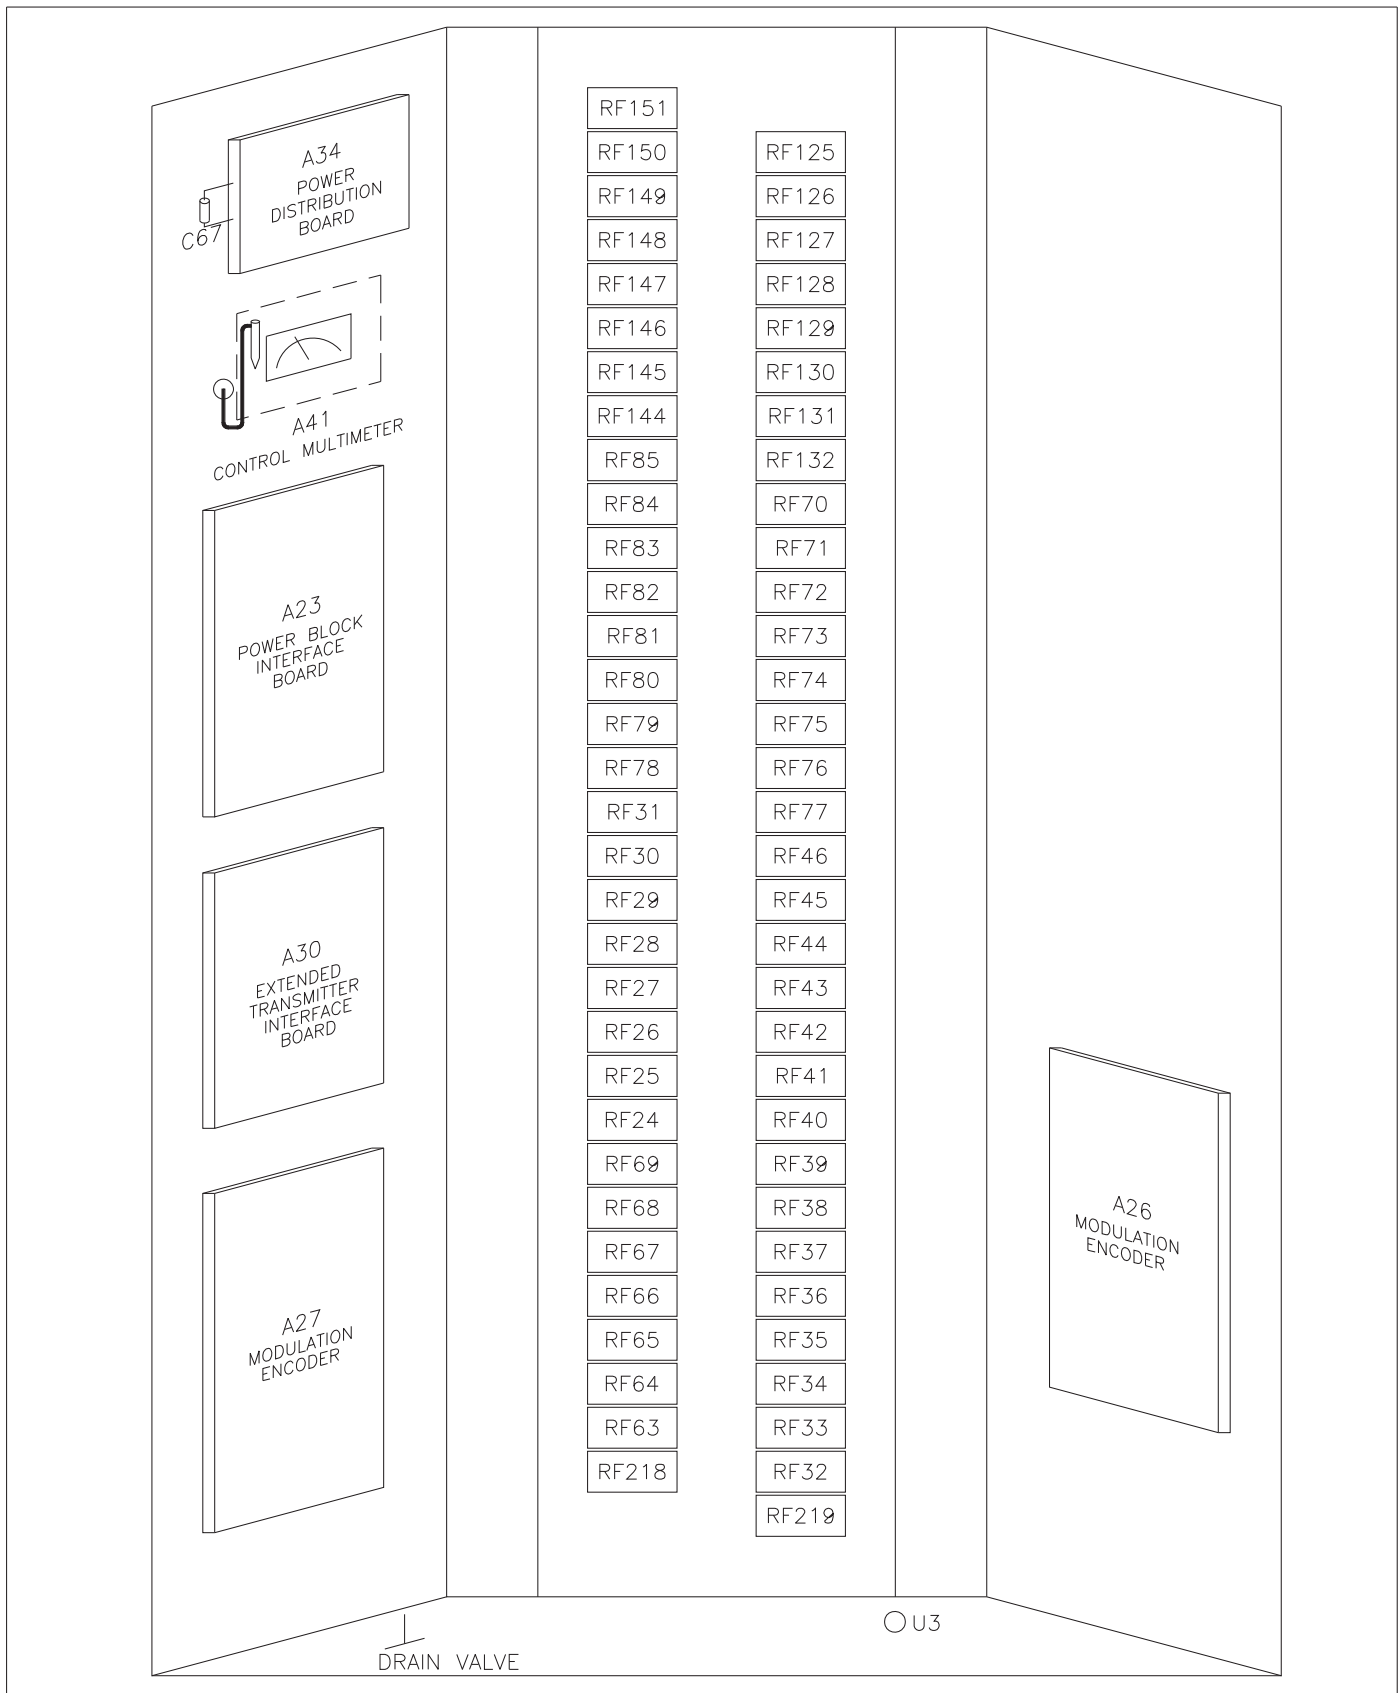 A34
POWER
DISTRIBUTION
BOARD
C67
A41
CONTROL MULTIMETER
A23
POWER BLOCK
INTERFACE
BOARD
A30
EXTENDED
TRANSMITTER
INTERFACE
BOARD
A27
MODULATION
ENCODER
RF151
RF150
RF149
RF148
RF147
RF146
RF145
RF144
RF85
RF84
RF83
RF82
RF81
RF80
RF79
RF78
RF31
RF30
RF29
RF28
RF27
RF26
RF25
RF24
RF69
RF68
RF67
RF66
RF65
RF64
RF63
RF218
RF125
RF126
RF127
RF128
RF129
RF130
RF131
RF132
RF70
RF71
RF72
RF73
RF74
RF75
RF76
RF77
RF46
RF45
RF44
RF43
RF42
RF41
RF40
RF39
RF38
RF37
RF36
RF35
RF34
RF33
RF32
RF219
A26
MODULATION
ENCODER
U3
DRAIN VALVE